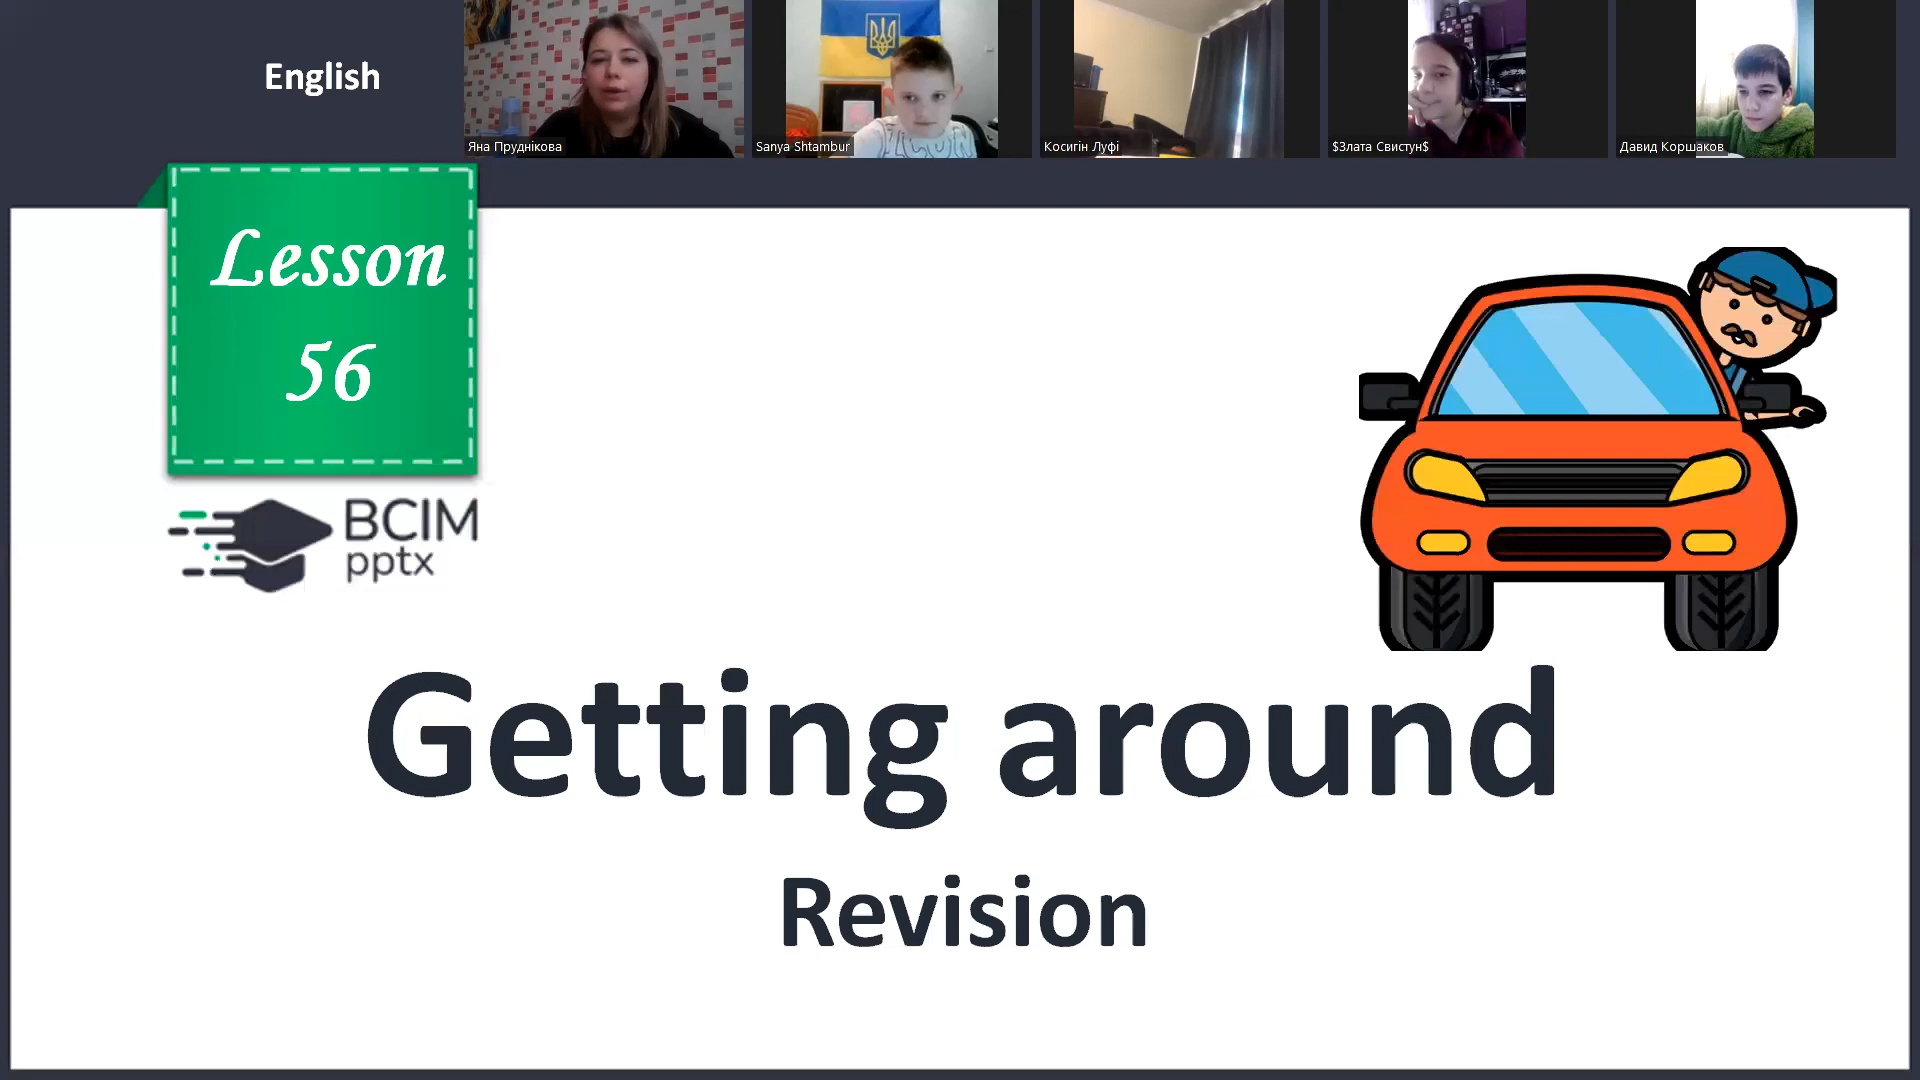 English
Яна Пруднікова
Sanya Shtambur
Косигін Луфі
$Злата Свистун$
Давид Коршаков
Lesson
56
BCIM
pptx
Getting around
Revision